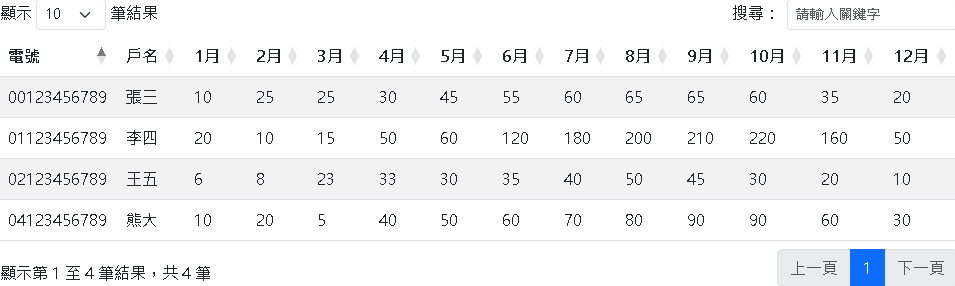 顯示 10 筆結果 搜尋： 請輸入關鍵字
電號 戶名 1月 2月 3月 4月 5月 6月 7月 8月 9月 10月 11月 12月
00123456789 張三 10 25 25 30 45 55 60 65 65 60 35 20
01123456789 李四 20 10 15 50 60 120 180 200 210 220 160 50
02123456789 王五 6 8 23 33 30 35 40 50 45 30 20 10
04123456789 熊大 10 20 5 40 50 60 70 80 90 90 60 30
顯示第 1 至 4 筆結果，共 4 筆 上一頁 1 下一頁